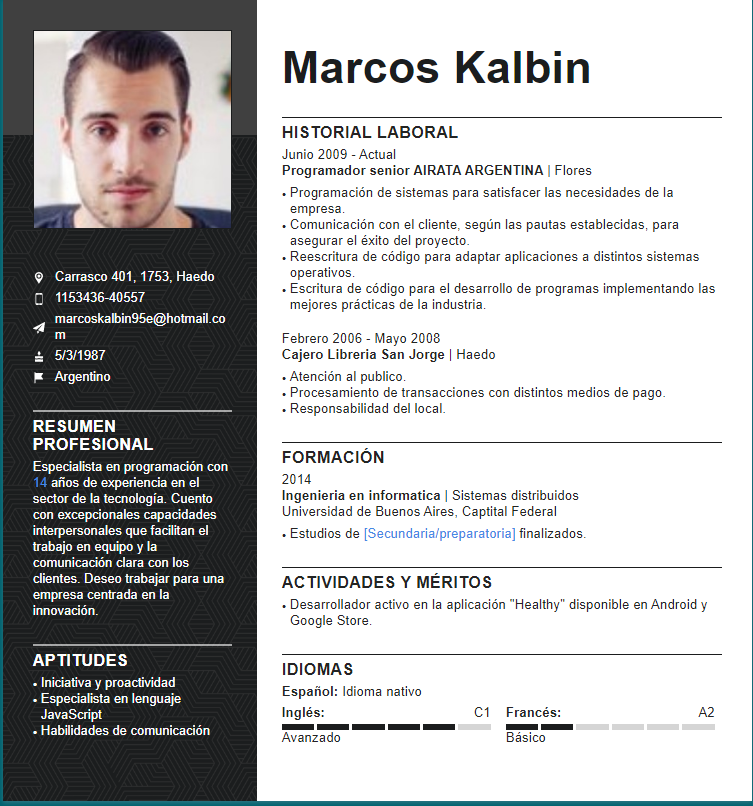 Marcos Kalbin
Carrasco 401, 1753, Haedo
1153436-40557
marcoskalbin95e@hotmail.co
m
5/3/1987
Argentino
RESUMEN
PROFESIONAL
Especialista en programación con
14 años de experiencia en el
sector de la tecnología. Cuento
con excepcionales capacidades
interpersonales que facilitan el
trabajo en equipo y la
comunicación clara con los
clientes. Deseo trabajar para una
empresa centrada en la
innovación.
APTITUDES
• Iniciativa y proactividad
• Especialista en lenguaje
JavaScript
• Habilidades de comunicación
HISTORIAL LABORAL
Junio 2009 - Actual
Programador senior AIRATA ARGENTINA | Flores
• Programación de sistemas para satisfacer las necesidades de la
empresa.
• Comunicación con el cliente, según las pautas establecidas, para
asegurar el éxito del proyecto.
• Reescritura de código para adaptar aplicaciones a distintos sistemas
operativos.
• Escritura de código para el desarrollo de programas implementando las
mejores prácticas de la industria.
Febrero 2006 - Mayo 2008
Cajero Libreria San Jorge | Haedo
• Atención al publico.
• Procesamiento de transacciones con distintos medios de pago.
• Responsabilidad del local.
FORMACIÓN
2014
Ingenieria en informatica | Sistemas distribuidos
Universidad de Buenos Aires, Captital Federal
• Estudios de [Secundaria/preparatoria] finalizados.
ACTIVIDADES Y MÉRITOS
• Desarrollador activo en la aplicación "Healthy" disponible en Android y
Google Store.
IDIOMAS
Español: Idioma nativo
Inglés: C1
Avanzado
Francés: A2
Básico